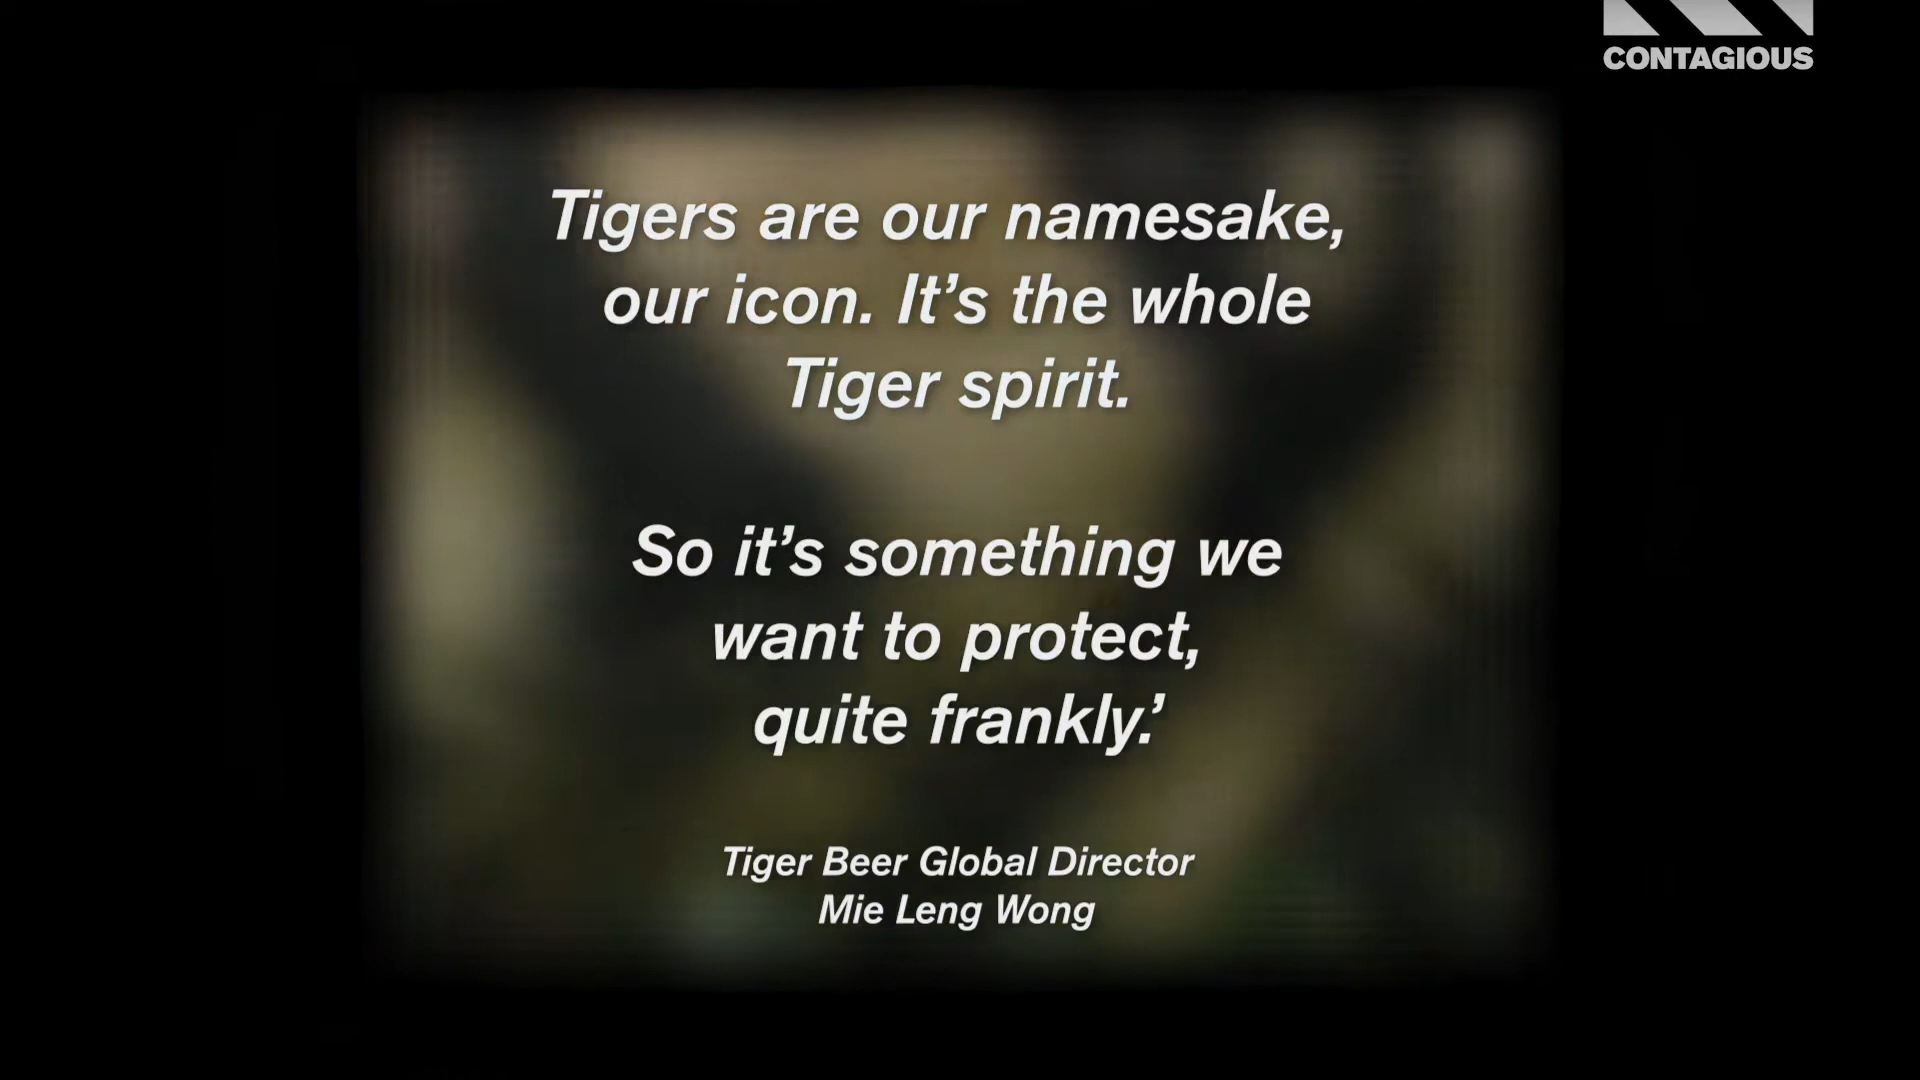 CONTAGIOUS
Tigers are our namesake,
our icon. It’s the whole
Tiger spirit.
So it’s something we
want to protect,
quite frankly.’
Tiger Beer Global Director
Mie Leng Wong